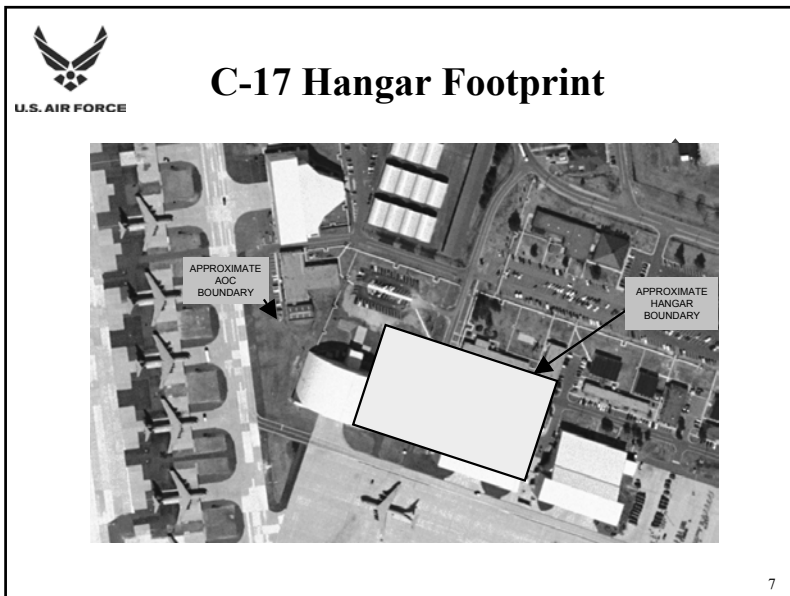 U.S. AIR FORCE
C-17 Hangar Footprint
APPROXIMATE
AOC
BOUNDARY
APPROXIMATE
HANGAR
BOUNDARY
7